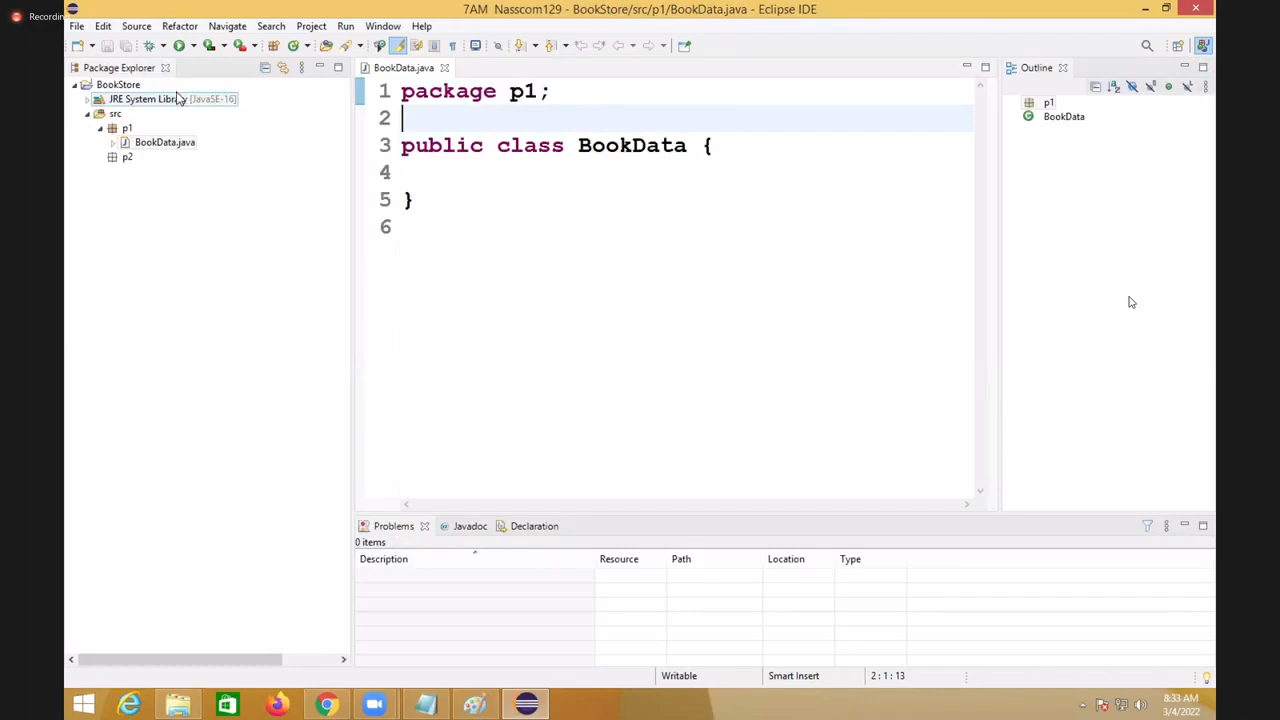 Recording
7AM Nasscom129 - BookStore/src/p1/BookData.java - Eclipse IDE
File Edit Source Refactor Navigate Search Project Run Window Help
Package Explorer
BookStore
JRE System Library [JavaSE-16]
src
p1
BookData.java
p2
BookData.java
1 package p1;
2
3 public class BookData {
4
5 }
6
Outline
p1
BookData
Problems Javadoc Declaration
0 items
Description Resource Path Location Type
Writable Smart Insert 2 : 1 : 13
8:33 AM
3/4/2022